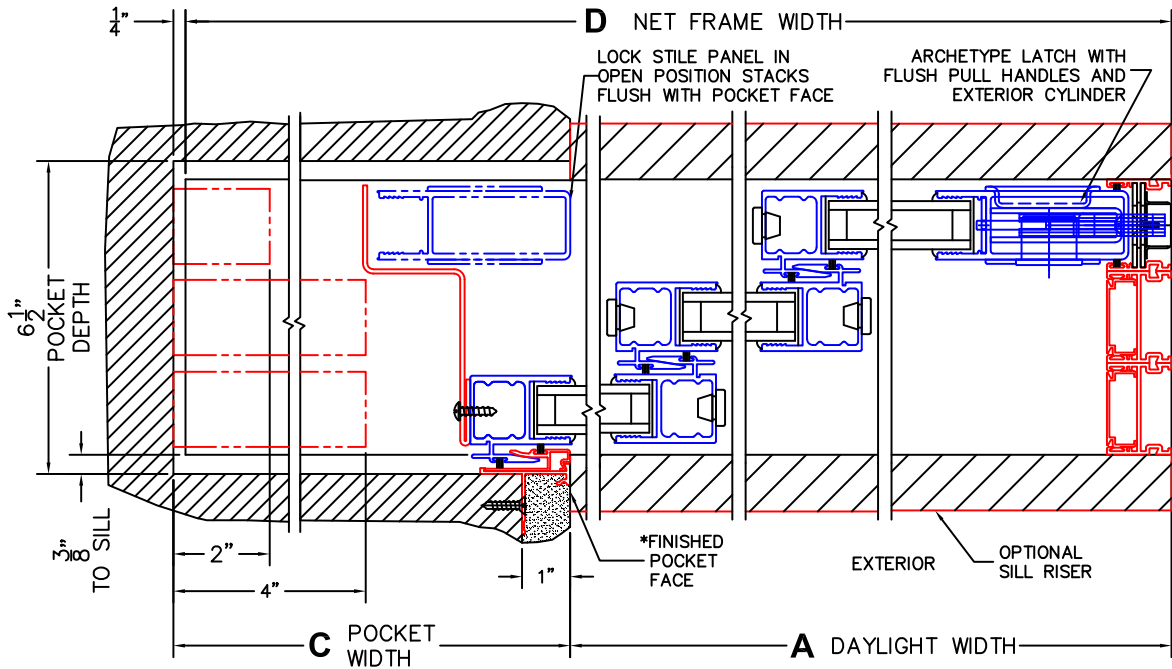 1/4"
D NET FRAME WIDTH
LOCK STILE PANEL IN
OPEN POSITION STACKS
FLUSH WITH POCKET FACE
ARCHETYPE LATCH WITH
FLUSH PULL HANDLES AND
EXTERIOR CYLINDER
6 1/2"
POCKET
DEPTH
3/8"
TO SILL
2"
4"
1"
*FINISHED
POCKET
FACE
EXTERIOR
OPTIONAL
SILL RISER
C POCKET
WIDTH
A DAYLIGHT WIDTH